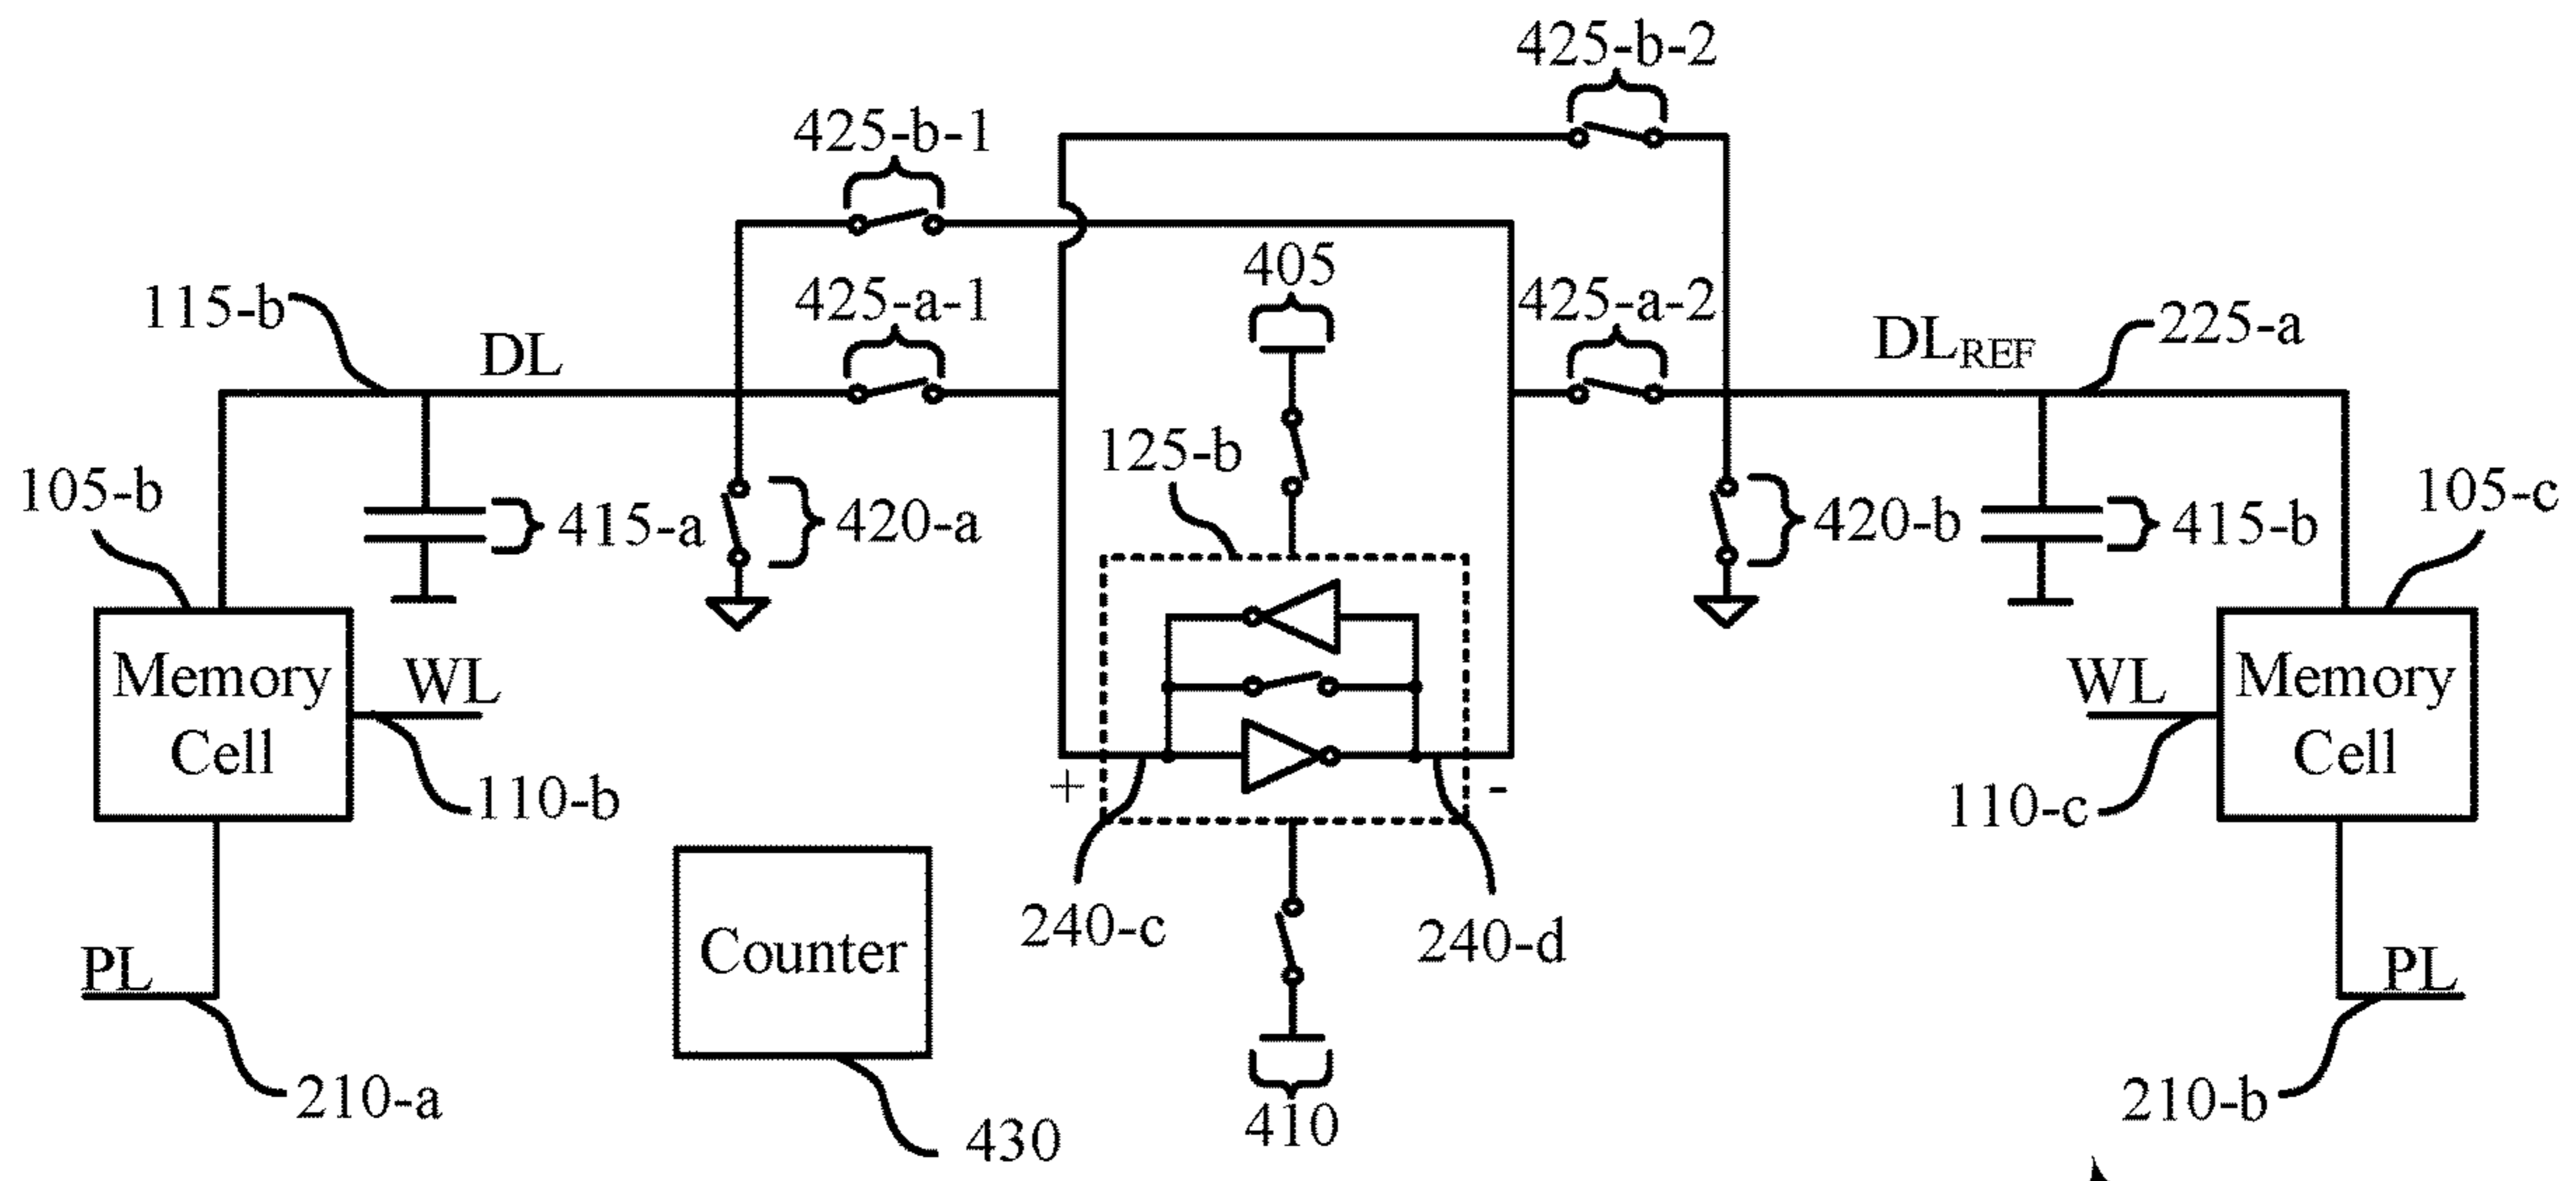 425-b-2
425-b-1
405
425-a-1
425-a-2
115-b
DL
DLREF
225-a
125-b
105-b
415-a
420-a
420-b
415-b
105-c
Memory
Cell
WL
110-b
WL
110-c
Memory
Cell
+
-
240-c
240-d
Counter
PL
PL
210-a
430
410
210-b